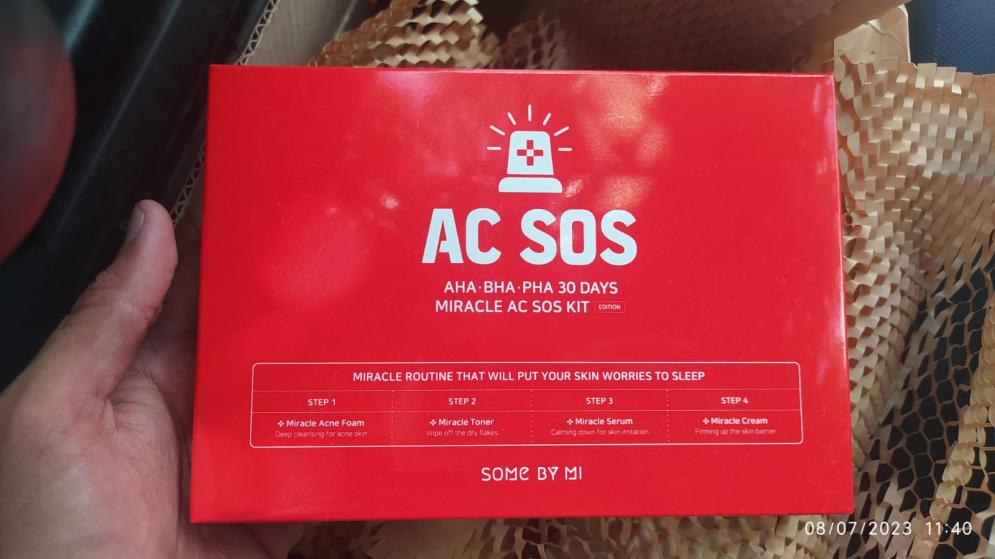 AC SOS
AHA·BHA·PHA 30 DAYS
MIRACLE AC SOS KIT EDITION
MIRACLE ROUTINE THAT WILL PUT YOUR SKIN WORRIES TO SLEEP
STEP 1 STEP 2 STEP 3 STEP 4
Miracle Acne Foam Miracle Toner Miracle Serum Miracle Cream
Deep cleansing for acne skin Wipe off the dry flakes Calming down for skin irritation Firming up the skin barrier
SOME BY MI
08/07/2023 11:40